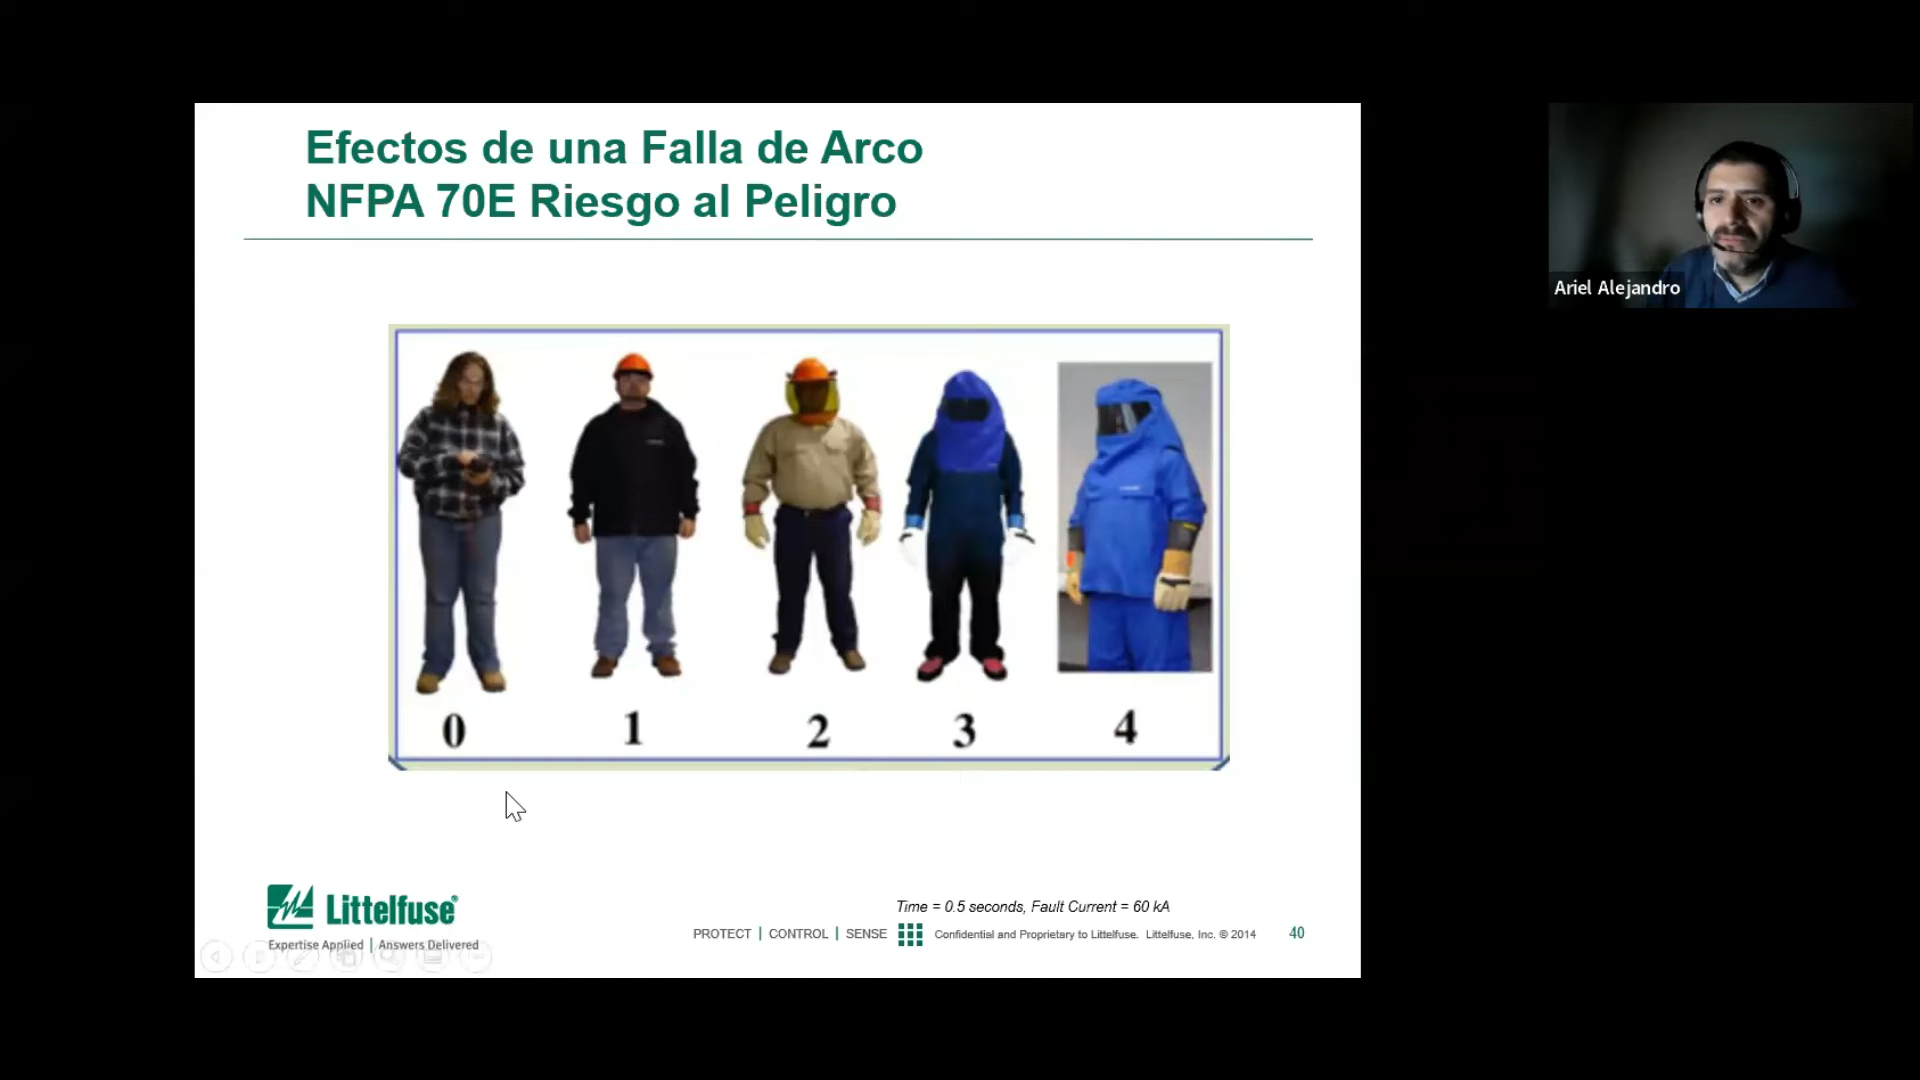 Efectos de una Falla de Arco
NFPA 70E Riesgo al Peligro
Ariel Alejandro
0 1 2 3 4
Time = 0.5 seconds, Fault Current = 60 kA
Littelfuse®
Expertise Applied | Answers Delivered
PROTECT | CONTROL | SENSE
Confidential and Proprietary to Littelfuse. Littelfuse, Inc. © 2014
40